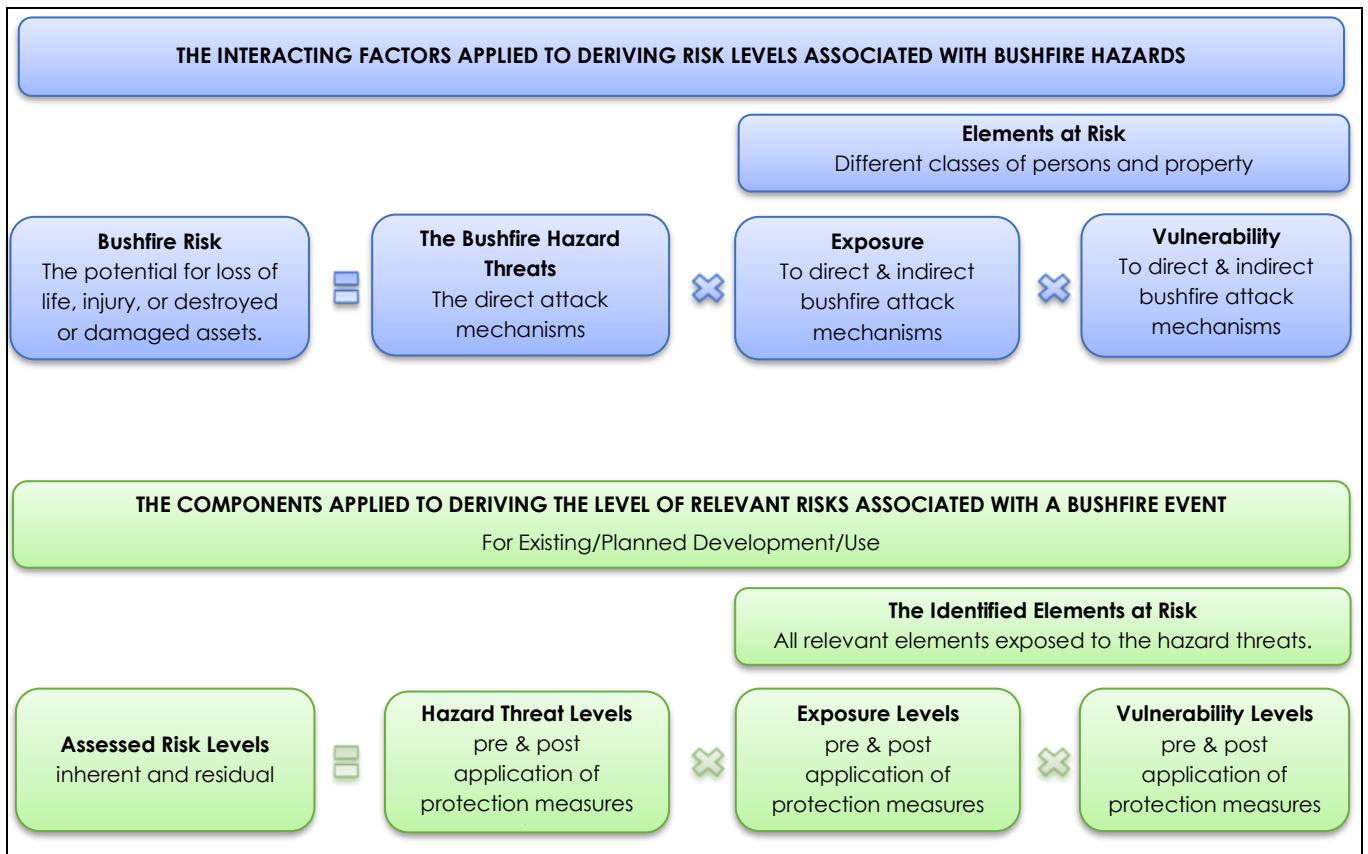 THE INTERACTING FACTORS APPLIED TO DERIVING RISK LEVELS ASSOCIATED WITH BUSHFIRE HAZARDS
Elements at Risk
Different classes of persons and property
Bushfire Risk
The potential for loss of
life, injury, or destroyed
or damaged assets.
The Bushfire Hazard
Threats
The direct attack
mechanisms
Exposure
To direct & indirect
bushfire attack
mechanisms
Vulnerability
To direct & indirect
bushfire attack
mechanisms
THE COMPONENTS APPLIED TO DERIVING THE LEVEL OF RELEVANT RISKS ASSOCIATED WITH A BUSHFIRE EVENT
For Existing/Planned Development/Use
The Identified Elements at Risk
All relevant elements exposed to the hazard threats.
Assessed Risk Levels
inherent and residual
Hazard Threat Levels
pre & post
application of
protection measures
Exposure Levels
pre & post
application of
protection measures
Vulnerability Levels
pre & post
application of
protection measures